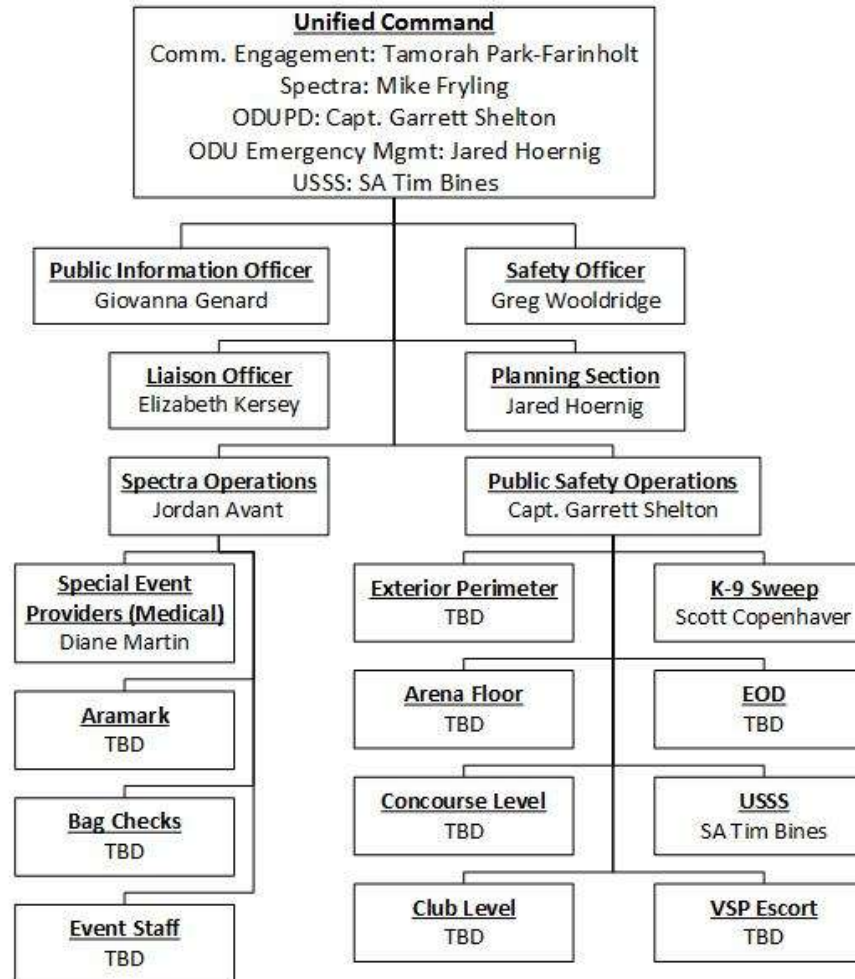 Unified Command
Comm. Engagement: Tamorah Park-Farinholt
Spectra: Mike Fryling
ODUPD: Capt. Garrett Shelton
ODU Emergency Mgmt: Jared Hoernig
USSS: SA Tim Bines
Public Information Officer
Giovanna Genard
Safety Officer
Greg Wooldridge
Liaison Officer
Elizabeth Kersey
Planning Section
Jared Hoernig
Spectra Operations
Jordan Avant
Public Safety Operations
Capt. Garrett Shelton
Special Event
Providers (Medical)
Diane Martin
Aramark
TBD
Bag Checks
TBD
Event Staff
TBD
Exterior Perimeter
TBD
K-9 Sweep
Scott Copenhaver
Arena Floor
TBD
EOD
TBD
Concourse Level
TBD
USSS
SA Tim Bines
Club Level
TBD
VSP Escort
TBD